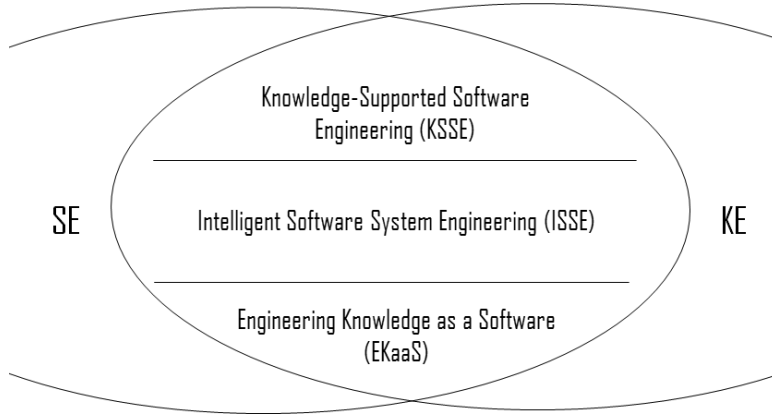 Knowledge-Supported Software
Engineering (KSSE)
SE
Intelligent Software System Engineering (ISSE)
KE
Engineering Knowledge as a Software
(EKaaS)